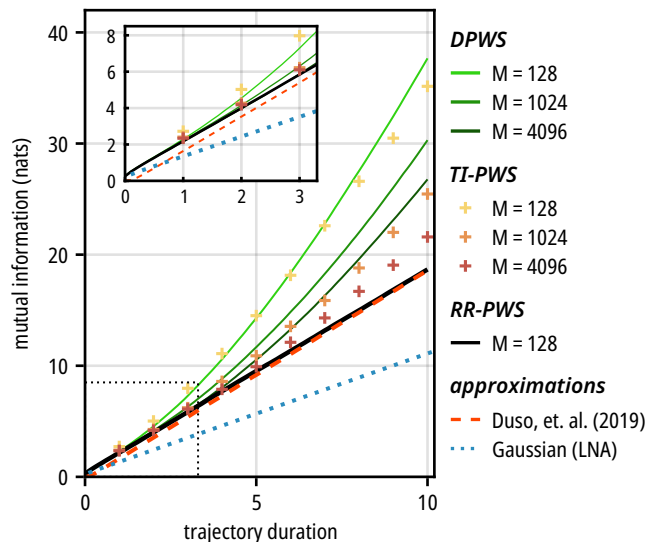 40
30
20
10
0
0
5
10
mutual information (nats)
trajectory duration
8
6
4
2
0
0
1
2
3
DPWS
M = 128
M = 1024
M = 4096
TI-PWS
M = 128
M = 1024
M = 4096
RR-PWS
M = 128
approximations
Duso, et. al. (2019)
Gaussian (LNA)